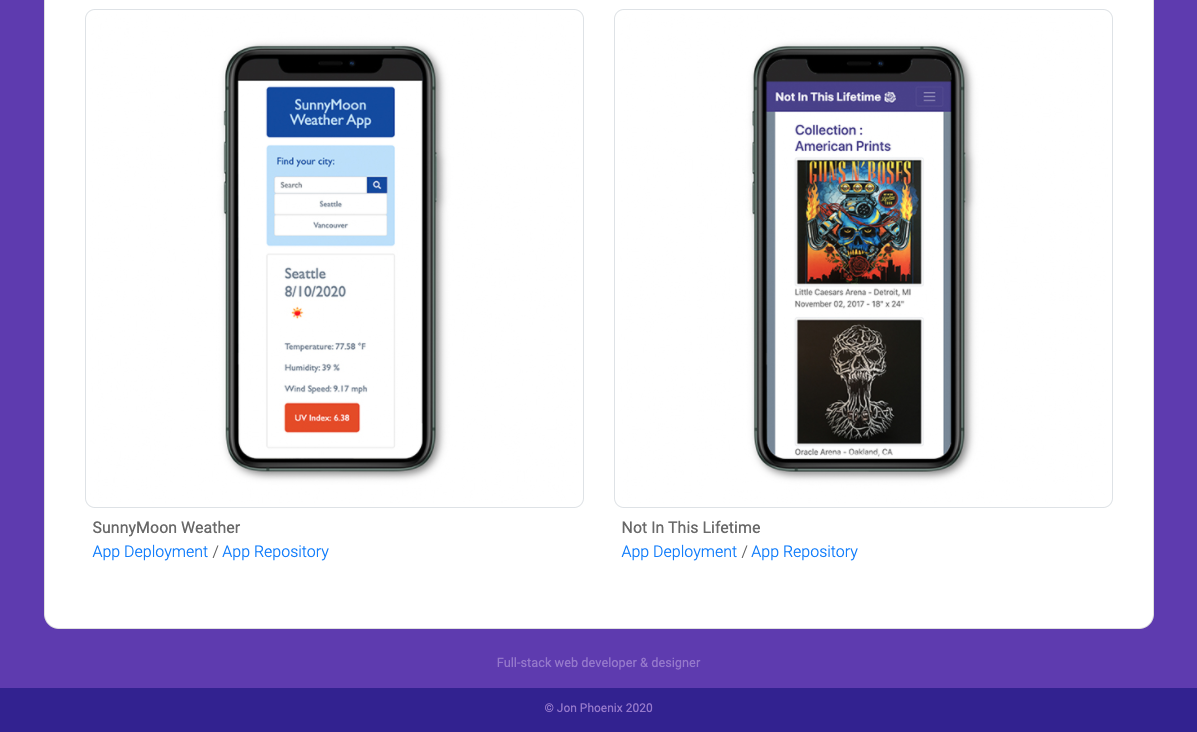 SunnyMoon
Weather App
Find your city:
Search
Seattle
Vancouver
Seattle
8/10/2020
Temperature: 77.58 °F
Humidity: 39 %
Wind Speed: 9.17 mph
UV Index: 6.38
Not In This Lifetime
Collection :
American Prints
GUNS N' ROSES
Little Caesars Arena - Detroit, MI
November 02, 2017 - 18" x 24"
Oracle Arena - Oakland, CA
SunnyMoon Weather
App Deployment / App Repository
Not In This Lifetime
App Deployment / App Repository
Full-stack web developer & designer
© Jon Phoenix 2020